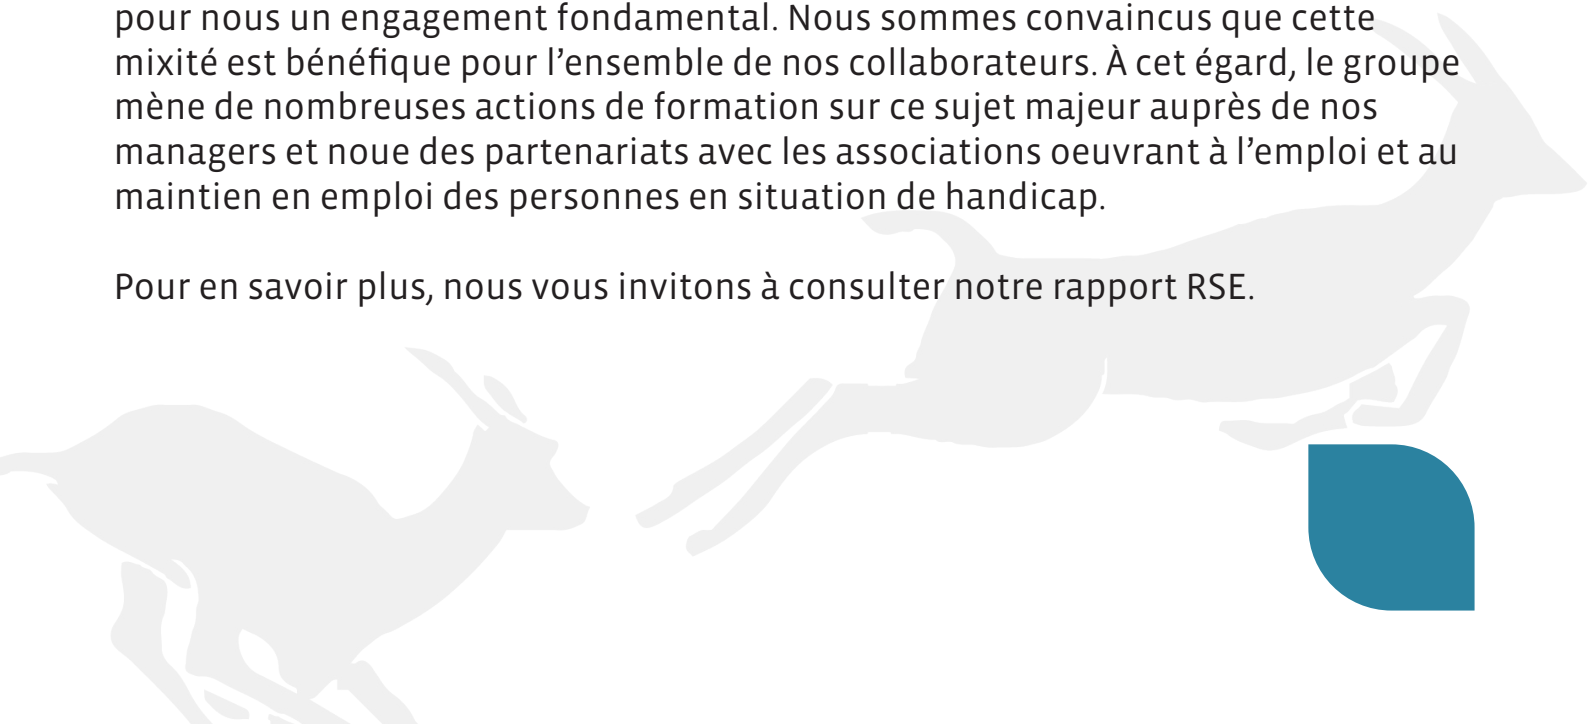 pour nous un engagement fondamental. Nous sommes convaincus que cette
mixité est bénéfique pour l’ensemble de nos collaborateurs. À cet égard, le groupe
mène de nombreuses actions de formation sur ce sujet majeur auprès de nos
managers et noue des partenariats avec les associations oeuvrant à l’emploi et au
maintien en emploi des personnes en situation de handicap.
Pour en savoir plus, nous vous invitons à consulter notre rapport RSE.